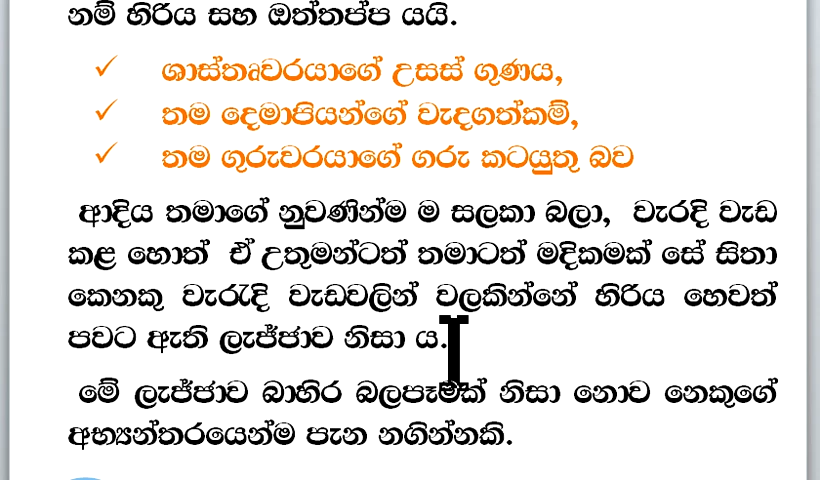 නම් හිරිය සහ ඔත්තප්ප යයි.
✓ ශාස්තෘවරයාගේ උසස් ගුණය,
✓ තම දෙමාපියන්ගේ වැදගත්කම්,
✓ තම ගුරුවරයාගේ ගරු කටයුතු බව
ආදිය තමාගේ නුවණින්ම ම සලකා බලා, වැරදි වැඩ
කළ හොත් ඒ උතුමන්ටත් තමාටත් මදිකමක් සේ සිතා
කෙනකු වැරැදි වැඩවලින් වලකින්නේ හිරිය හෙවත්
පවට ඇති ලැජ්ජාව නිසා ය.
මේ ලැජ්ජාව බාහිර බලපෑමක් නිසා නොව නෙකුගේ
අභ්‍යන්තරයෙන්ම පැන නගින්නකි.